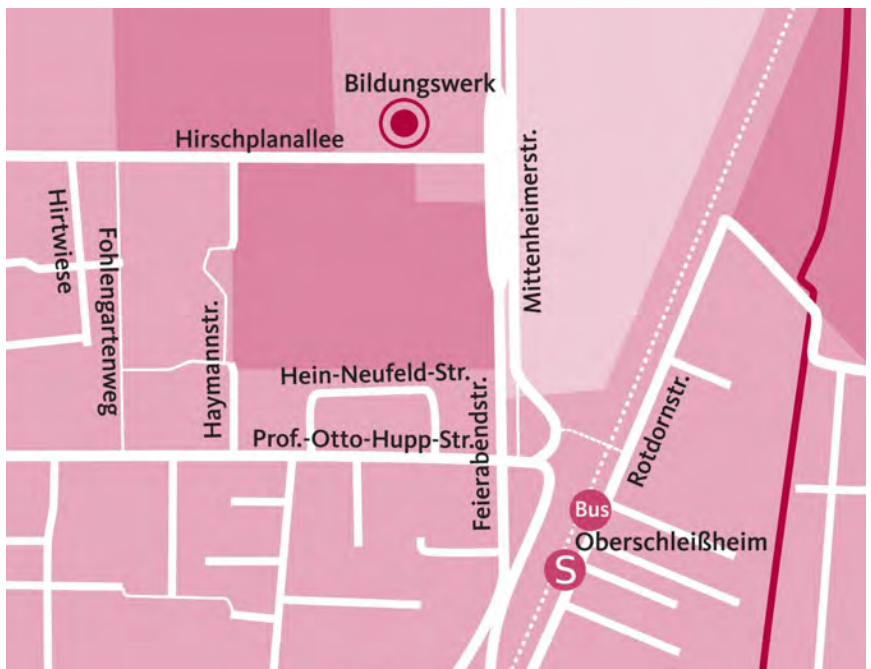 Bildungswerk
Hirschplanallee
Hirtwiese
Fohlengartenweg
Haymannstr.
Mittenheimerstr.
Hein-Neufeld-Str.
Prof.-Otto-Hupp-Str.
Feierabendstr.
Rotdornstr.
Bus
Oberschleißheim
S